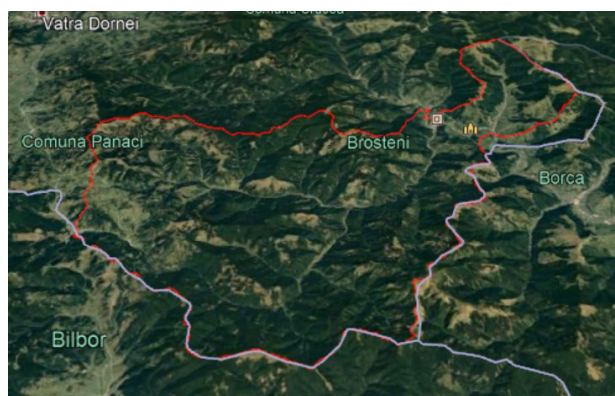 Vatra Dornei
Comuna Panaci
Brosteni
Borca
Bilbor